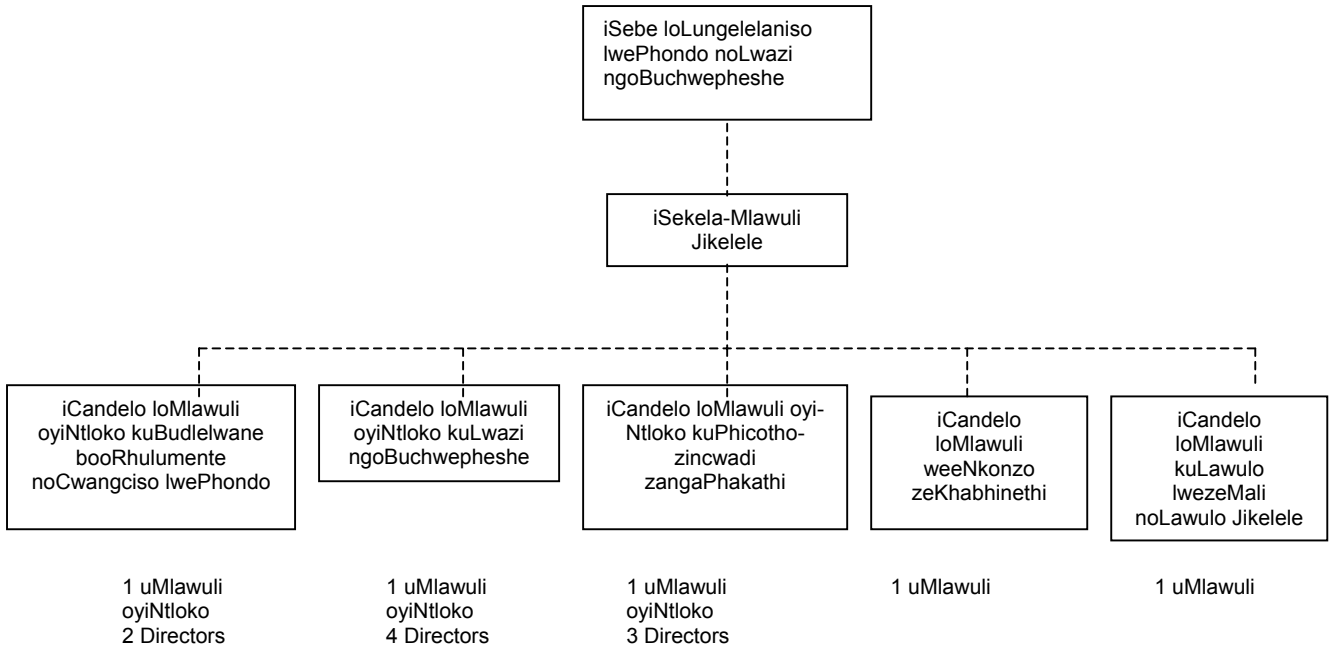 iSebe loLungelelaniso
lwePhondo noLwazi
ngoBuchwepheshe
iSekela-Mlawuli
Jikelele
iCandelo loMlawuli
oyiNtloko kuBudlelwane
booRhulumente
noCwangciso lwePhondo
iCandelo loMlawuli
oyiNtloko kuLwazi
ngoBuchwepheshe
iCandelo loMlawuli oyi-
Ntloko kuPhicotho-
zincwadi
zangaPhakathi
iCandelo
loMlawuli
weeNkonzo
zeKhabhinethi
iCandelo
loMlawuli
kuLawulo
lwezeMali
noLawulo Jikelele
1 uMlawuli
oyiNtloko
2 Directors
1 uMlawuli
oyiNtloko
4 Directors
1 uMlawuli
oyiNtloko
3 Directors
1 uMlawuli
1 uMlawuli